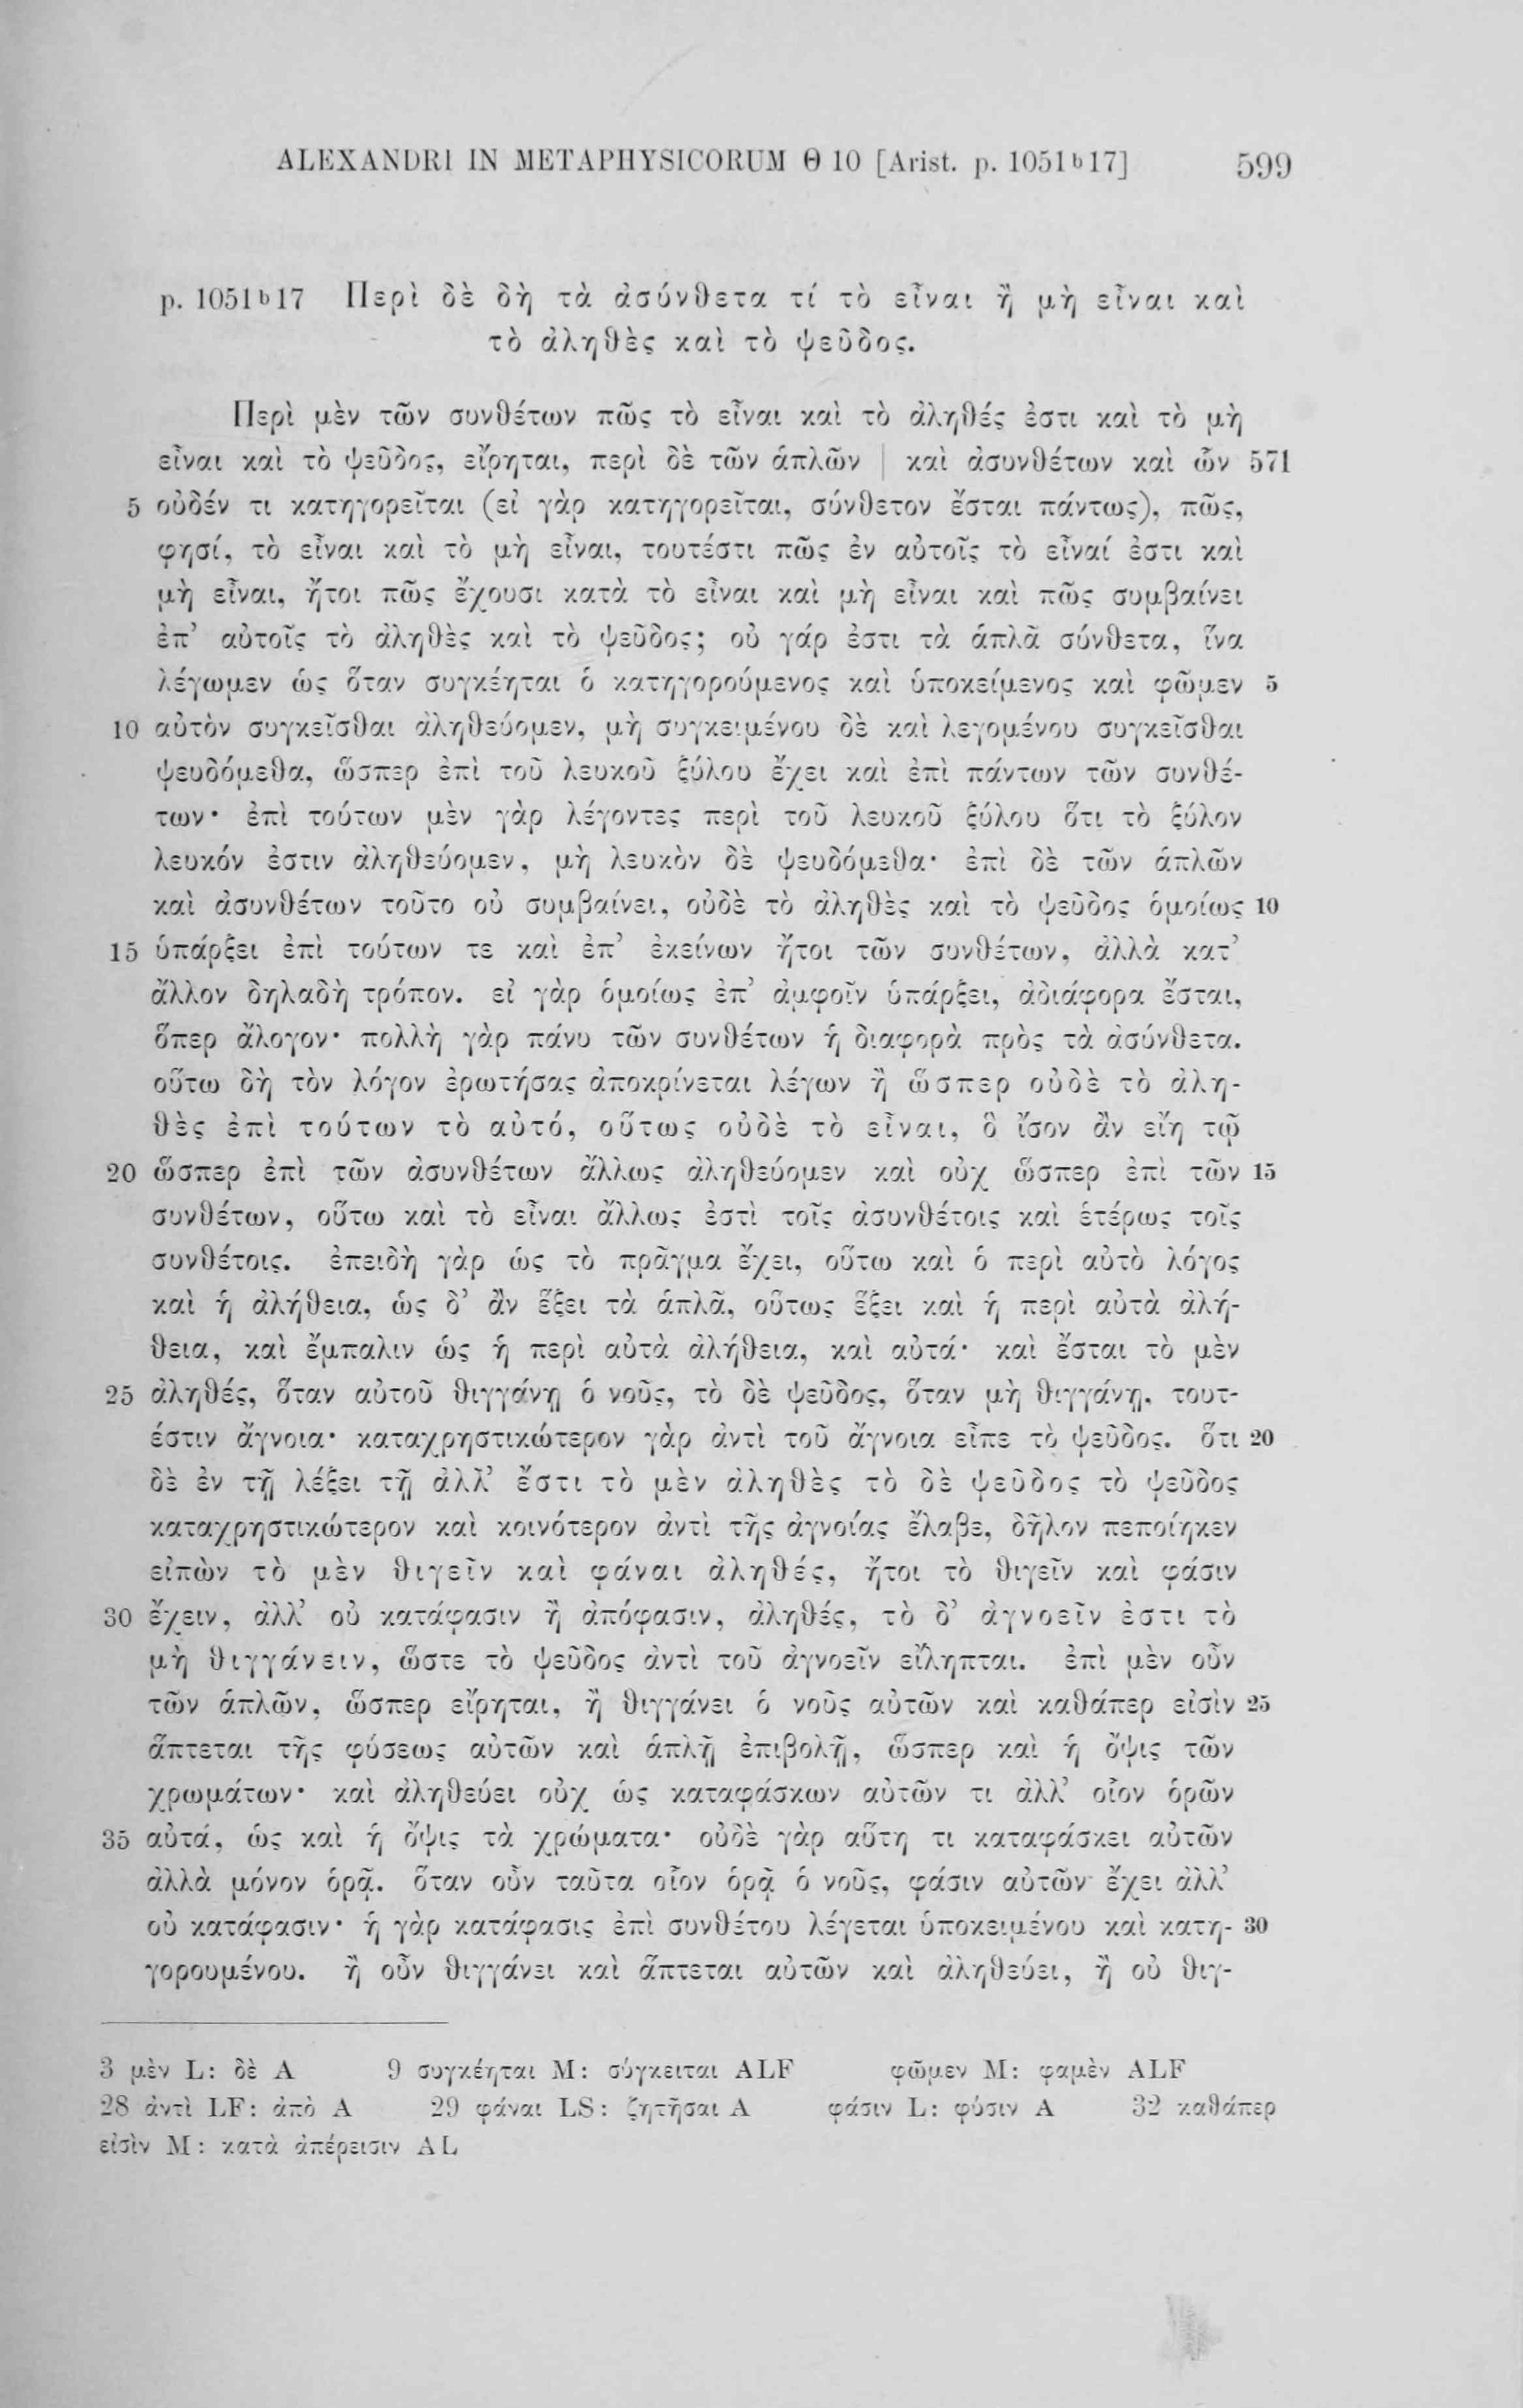 ALEXANDRI IN METAPHYSICORUM Θ 10 [Arist. p. 1051ᵇ17] 599
p. 1051ᵇ17 Περὶ δὲ δὴ τὰ ἀσύνθετα τί τὸ εἶναι ἢ μὴ εἶναι καὶ
τὸ ἀληθὲς καὶ τὸ ψεῦδος.
Περὶ μὲν τῶν συνθέτων πῶς τὸ εἶναι καὶ τὸ ἀληθές ἐστι καὶ τὸ μὴ
εἶναι καὶ τὸ ψεῦδος, εἴρηται, περὶ δὲ τῶν ἁπλῶν | καὶ ἀσυνθέτων καὶ ὧν 571
5 οὐδέν τι κατηγορεῖται (εἰ γὰρ κατηγορεῖται, σύνθετον ἔσται πάντως), πῶς,
φησί, τὸ εἶναι καὶ τὸ μὴ εἶναι, τουτέστι πῶς ἐν αὐτοῖς τὸ εἶναί ἐστι καὶ
μὴ εἶναι, ἤτοι πῶς ἔχουσι κατὰ τὸ εἶναι καὶ μὴ εἶναι καὶ πῶς συμβαίνει
ἐπ’ αὐτοῖς τὸ ἀληθὲς καὶ τὸ ψεῦδος; οὐ γάρ ἐστι τὰ ἁπλᾶ σύνθετα, ἵνα
λέγωμεν ὡς ὅταν συγκέηται ὁ κατηγορούμενος καὶ ὑποκείμενος καὶ φῶμεν 5
10 αὐτὸν συγκεῖσθαι ἀληθεύομεν, μὴ συγκειμένου δὲ καὶ λεγομένου συγκεῖσθαι
ψευδόμεθα, ὥσπερ ἐπὶ τοῦ λευκοῦ ξύλου ἔχει καὶ ἐπὶ πάντων τῶν συνθέ-
των· ἐπὶ τούτων μὲν γὰρ λέγοντες περὶ τοῦ λευκοῦ ξύλου ὅτι τὸ ξύλον
λευκόν ἐστιν ἀληθεύομεν, μὴ λευκὸν δὲ ψευδόμεθα· ἐπὶ δὲ τῶν ἁπλῶν
καὶ ἀσυνθέτων τοῦτο οὐ συμβαίνει, οὐδὲ τὸ ἀληθὲς καὶ τὸ ψεῦδος ὁμοίως 10
15 ὑπάρξει ἐπὶ τούτων τε καὶ ἐπ’ ἐκείνων ἤτοι τῶν συνθέτων, ἀλλὰ κατ’
ἄλλον δηλαδὴ τρόπον. εἰ γὰρ ὁμοίως ἐπ’ ἀμφοῖν ὑπάρξει, ἀδιάφορα ἔσται,
ὅπερ ἄλογον· πολλὴ γὰρ πάνυ τῶν συνθέτων ἡ διαφορὰ πρὸς τὰ ἀσύνθετα.
οὕτω δὴ τὸν λόγον ἐρωτήσας ἀποκρίνεται λέγων ἢ ὥσπερ οὐδὲ τὸ ἀλη-
θὲς ἐπὶ τούτων τὸ αὐτό, οὕτως οὐδὲ τὸ εἶναι, ὃ ἴσον ἂν εἴη τῷ
20 ὥσπερ ἐπὶ τῶν ἀσυνθέτων ἄλλως ἀληθεύομεν καὶ οὐχ ὥσπερ ἐπὶ τῶν 15
συνθέτων, οὕτω καὶ τὸ εἶναι ἄλλως ἐστὶ τοῖς ἀσυνθέτοις καὶ ἑτέρως τοῖς
συνθέτοις. ἐπειδὴ γὰρ ὡς τὸ πρᾶγμα ἔχει, οὕτω καὶ ὁ περὶ αὐτὸ λόγος
καὶ ἡ ἀλήθεια, ὡς δ’ ἂν ἕξει τὰ ἁπλᾶ, οὕτως ἕξει καὶ ἡ περὶ αὐτὰ ἀλή-
θεια, καὶ ἔμπαλιν ὡς ἡ περὶ αὐτὰ ἀλήθεια, καὶ αὐτά· καὶ ἔσται τὸ μὲν
25 ἀληθές, ὅταν αὐτοῦ θιγγάνῃ ὁ νοῦς, τὸ δὲ ψεῦδος, ὅταν μὴ θιγγάνῃ, τουτ-
έστιν ἄγνοια· καταχρηστικώτερον γὰρ ἀντὶ τοῦ ἄγνοια εἶπε τὸ ψεῦδος. ὅτι 20
δὲ ἐν τῇ λέξει τῇ ἀλλ’ ἔστι τὸ μὲν ἀληθὲς τὸ δὲ ψεῦδος τὸ ψεῦδος
καταχρηστικώτερον καὶ κοινότερον ἀντὶ τῆς ἀγνοίας ἔλαβε, δῆλον πεποίηκεν
εἰπὼν τὸ μὲν θιγεῖν καὶ φάναι ἀληθές, ἤτοι τὸ θιγεῖν καὶ φάσιν
30 ἔχειν, ἀλλ’ οὐ κατάφασιν ἢ ἀπόφασιν, ἀληθές, τὸ δ’ ἀγνοεῖν ἐστι τὸ
μὴ θιγγάνειν, ὥστε τὸ ψεῦδος ἀντὶ τοῦ ἀγνοεῖν εἴληπται. ἐπὶ μὲν οὖν
τῶν ἁπλῶν, ὥσπερ εἴρηται, ἢ θιγγάνει ὁ νοῦς αὐτῶν καὶ καθάπερ εἰσὶν 25
ἅπτεται τῆς φύσεως αὐτῶν καὶ ἁπλῇ ἐπιβολῇ, ὥσπερ καὶ ἡ ὄψις τῶν
χρωμάτων· καὶ ἀληθεύει οὐχ ὡς καταφάσκων αὐτῶν τι ἀλλ’ οἷον ὁρῶν
35 αὐτά, ὡς καὶ ἡ ὄψις τὰ χρώματα· οὐδὲ γὰρ αὕτη τι καταφάσκει αὐτῶν
ἀλλὰ μόνον ὁρᾷ. ὅταν οὖν ταῦτα οἷον ὁρᾷ ὁ νοῦς, φάσιν αὐτῶν ἔχει ἀλλ’
οὐ κατάφασιν· ἡ γὰρ κατάφασις ἐπὶ συνθέτου λέγεται ὑποκειμένου καὶ κατη- 30
γορουμένου. ἢ οὖν θιγγάνει καὶ ἅπτεται αὐτῶν καὶ ἀληθεύει, ἢ οὐ θιγ-
3 μὲν L: δὲ A 9 συγκέηται M: σύγκειται ALF φῶμεν M: φαμὲν ALF
28 ἀντὶ LF: ἀπὸ A 29 φάναι LS: ζητῆσαι A φάσιν L: φύσιν A 32 καθάπερ
εἰσὶν M: κατὰ ἀπέρεισιν AL